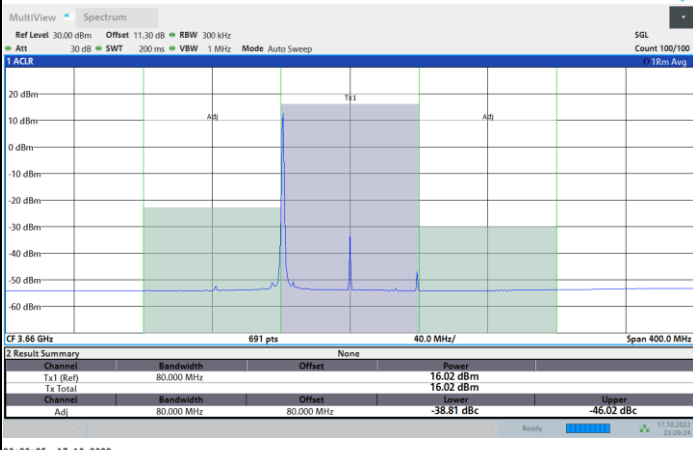 MultiView Spectrum
Ref Level 30.00 dBm Offset 11.30 dB RBW 300 kHz SGL
Att 30 dB SWT 200 ms VBW 1 MHz Mode Auto Sweep Count 100/100
1 ACLR 1Rm Avg
20 dBm
Tx1
10 dBm
Adj Adj
0 dBm
-10 dBm
-20 dBm
-30 dBm
-40 dBm
-50 dBm
-60 dBm
CF 3.66 GHz 691 pts 40.0 MHz/ Span 400.0 MHz
2 Result Summary None
Channel Bandwidth Offset Power
Tx1 (Ref) 80.000 MHz 16.02 dBm
Tx Total 16.02 dBm
Channel Bandwidth Offset Lower Upper
Adj 80.000 MHz 80.000 MHz -38.81 dBc -46.02 dBc
Ready 17.10.2022
23:29:24